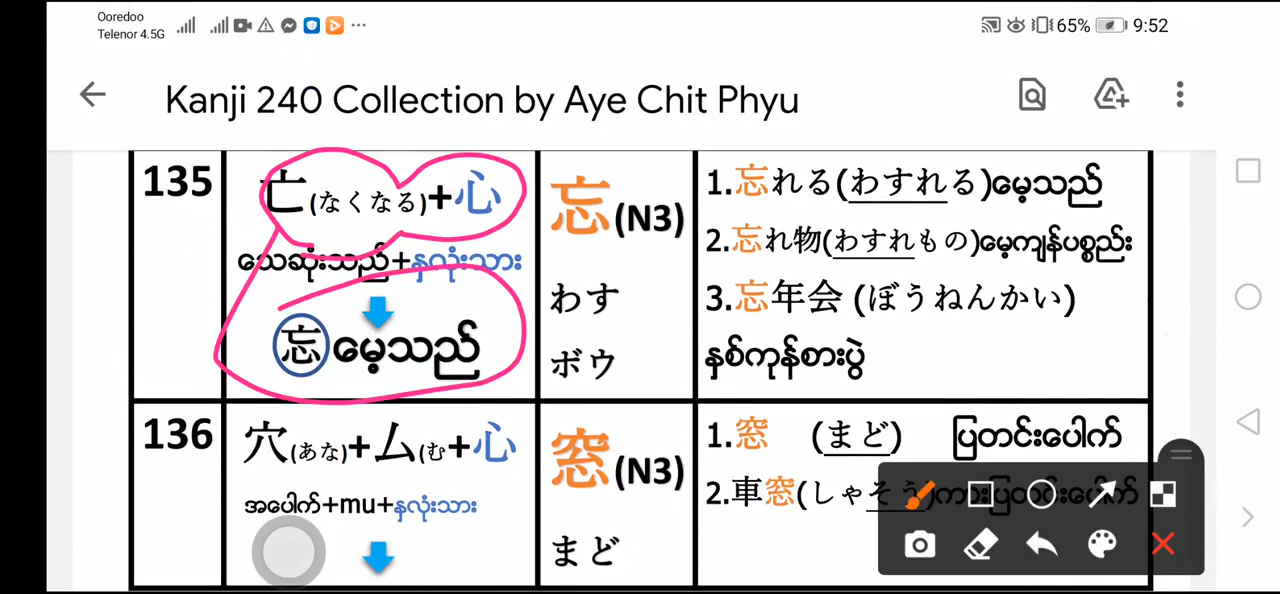 Ooredoo
Telenor 4.5G
65% 9:52
Kanji 240 Collection by Aye Chit Phyu
135
亡(なくなる)+心
သေဆုံးသည်+နှလုံးသား
忘 မေ့သည်
忘(N3)
わす
ボウ
1.忘れる(わすれる)မေ့သည်
2.忘れ物(わすれもの)မေ့ကျန်ပစ္စည်း
3.忘年会 (ぼうねんかい)
နှစ်ကုန်စားပွဲ
136
穴(あな)+ム(む+心
အပေါက်+mu+နှလုံးသား
窓(N3)
まど
1.窓 (まど) ပြတင်းပေါက်
2.車窓(しゃそう)ကားပြတင်းပေါက်